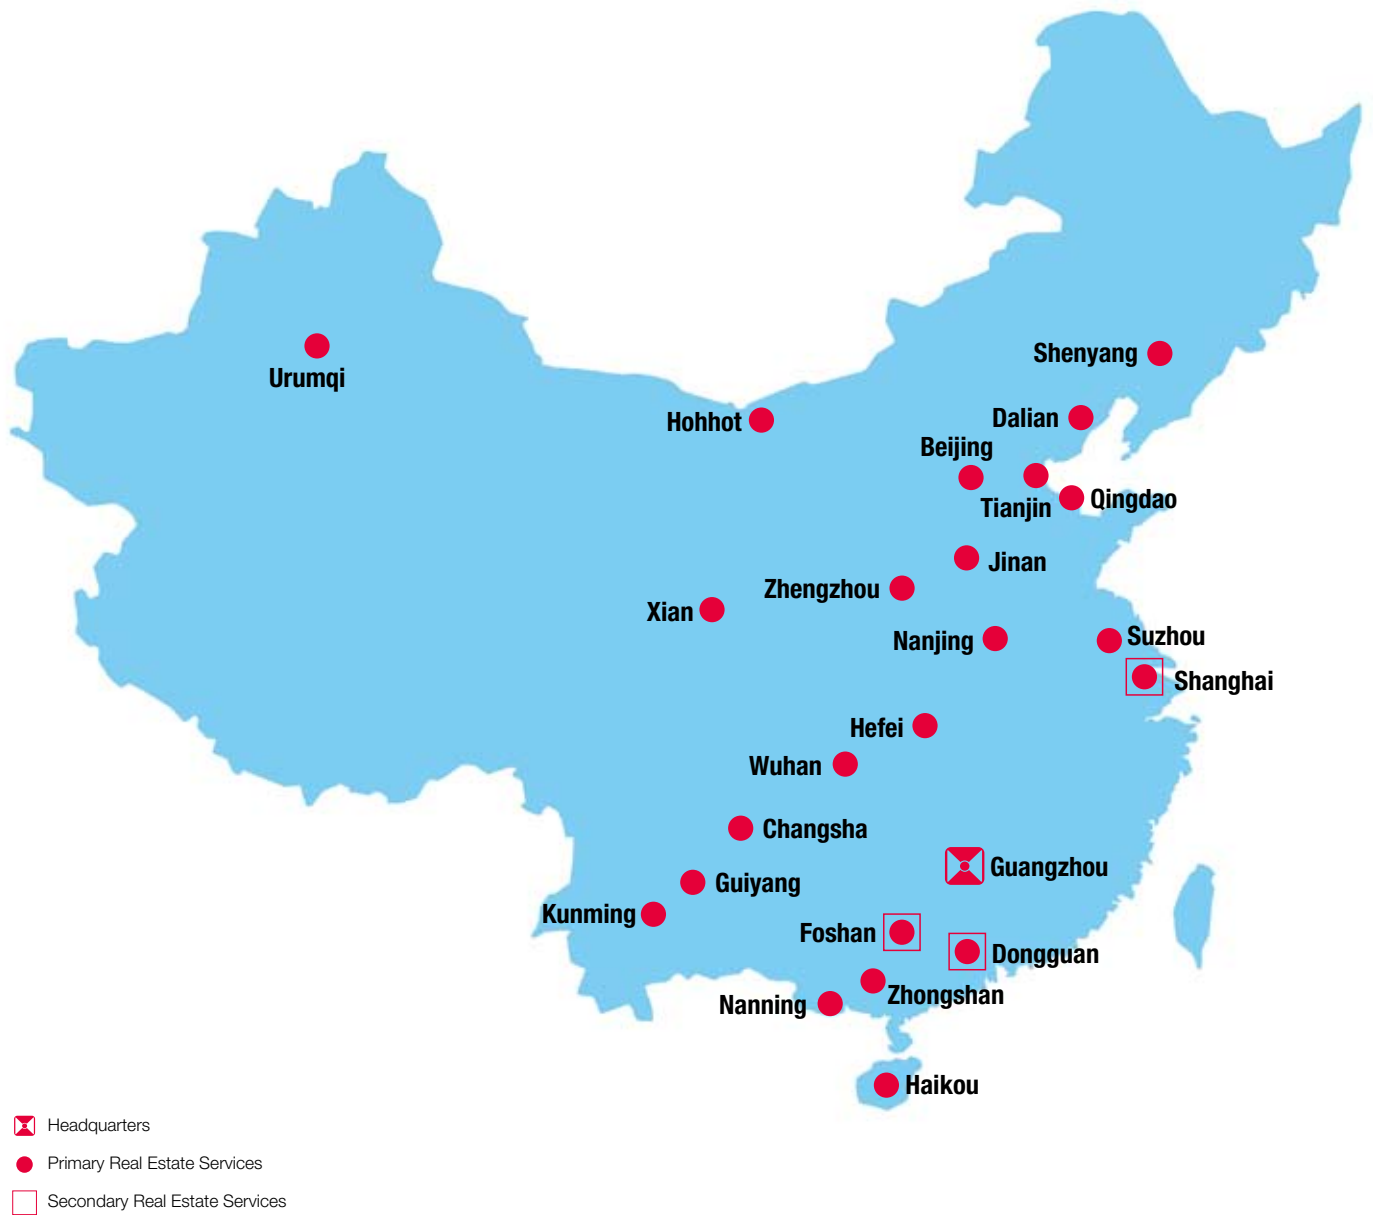 Shenyang
Urumqi
Dalian
Hohhot
Beijing
Qingdao
Tianjin
Jinan
Zhengzhou
Xian
Suzhou
Nanjing
Shanghai
Hefei
Wuhan
Changsha
Guangzhou
Guiyang
Kunming
Foshan
Dongguan
Zhongshan
Nanning
Haikou
Headquarters
Primary Real Estate Services
Secondary Real Estate Services